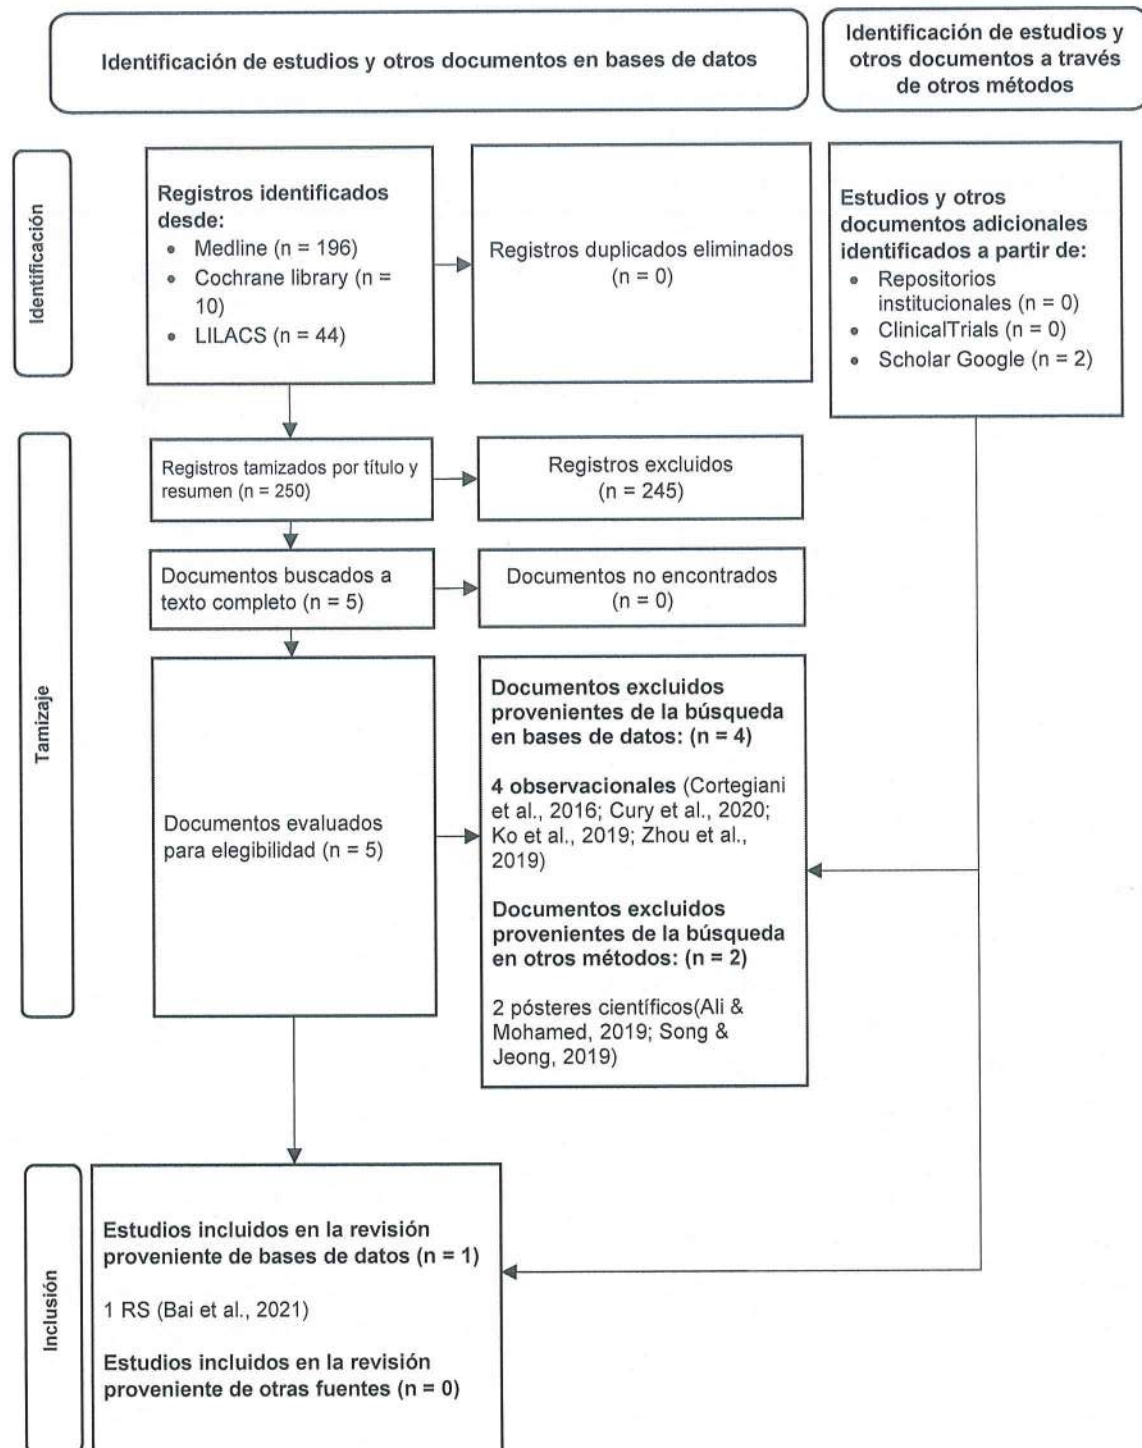 Identificación de estudios y otros documentos en bases de datos
Identificación de estudios y
otros documentos a través
de otros métodos
Identificación
Registros identificados
desde:
• Medline (n = 196)
• Cochrane library (n =
10)
• LILACS (n = 44)
Registros duplicados eliminados
(n = 0)
Estudios y otros
documentos adicionales
identificados a partir de:
• Repositorios
institucionales (n = 0)
• ClinicalTrials (n = 0)
• Scholar Google (n = 2)
Tamizaje
Registros tamizados por título y
resumen (n = 250)
Registros excluidos
(n = 245)
Documentos buscados a
texto completo (n = 5)
Documentos no encontrados
(n = 0)
Documentos evaluados
para elegibilidad (n = 5)
Documentos excluidos
provenientes de la búsqueda
en bases de datos: (n = 4)
4 observacionales (Cortegiani
et al., 2016; Cury et al., 2020;
Ko et al., 2019; Zhou et al.,
2019)
Documentos excluidos
provenientes de la búsqueda
en otros métodos: (n = 2)
2 pósteres científicos(Ali &
Mohamed, 2019; Song &
Jeong, 2019)
Inclusión
Estudios incluidos en la revisión
proveniente de bases de datos (n = 1)
1 RS (Bai et al., 2021)
Estudios incluidos en la revisión
proveniente de otras fuentes (n = 0)